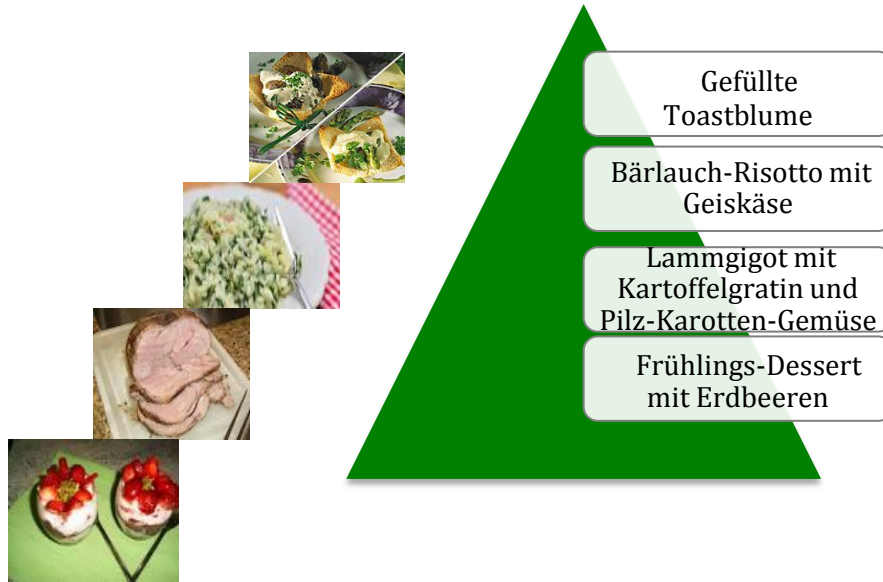 Gefüllte
Toastblume
Bärlauch-Risotto mit
Geiskäse
Lammgigot mit
Kartoffelgratin und
Pilz-Karotten-Gemüse
Frühlings-Dessert
mit Erdbeeren